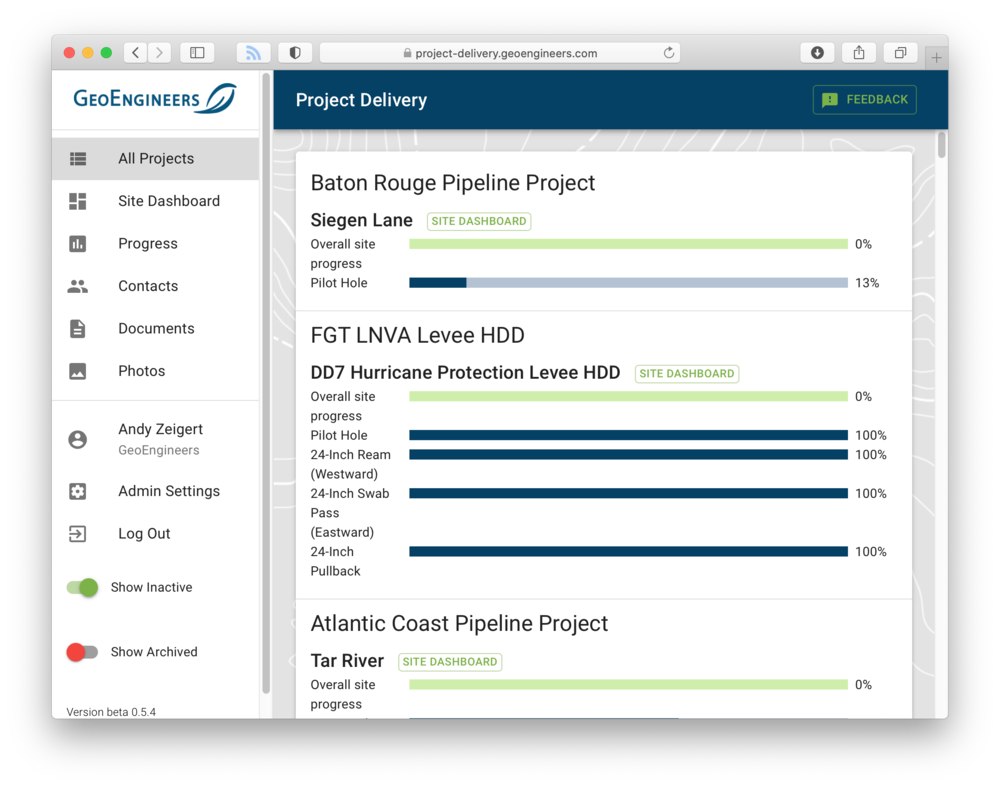 project-delivery.geoengineers.com
GEOENGINEERS
Project Delivery
FEEDBACK
All Projects
Site Dashboard
Progress
Contacts
Documents
Photos
Andy Zeigert
GeoEngineers
Admin Settings
Log Out
Show Inactive
Show Archived
Version beta 0.5.4
Baton Rouge Pipeline Project
Siegen Lane SITE DASHBOARD
Overall site 0%
progress
Pilot Hole 13%
FGT LNVA Levee HDD
DD7 Hurricane Protection Levee HDD SITE DASHBOARD
Overall site 0%
progress
Pilot Hole 100%
24-Inch Ream 100%
(Westward)
24-Inch Swab 100%
Pass
(Eastward)
24-Inch 100%
Pullback
Atlantic Coast Pipeline Project
Tar River SITE DASHBOARD
Overall site 0%
progress